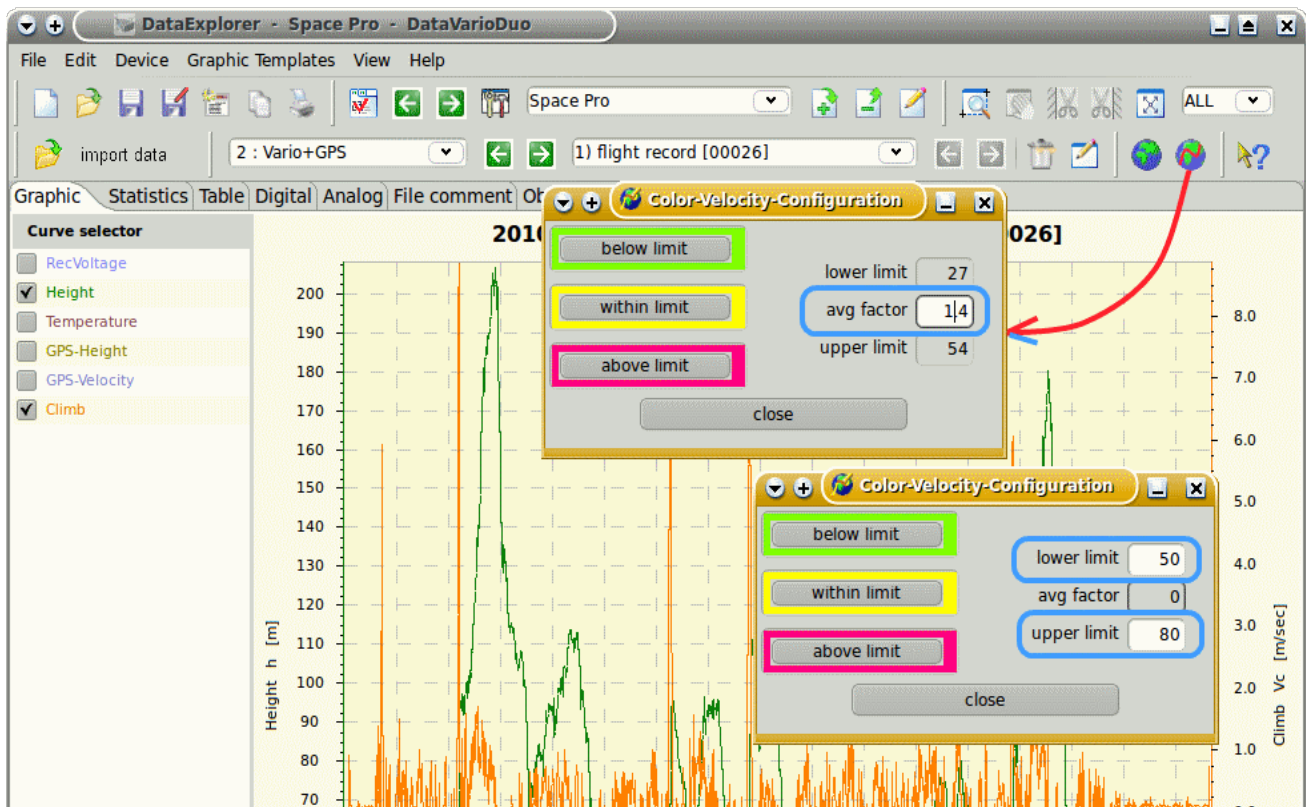 DataExplorer - Space Pro - DataVarioDuo
File Edit Device Graphic Templates View Help
Space Pro ALL
import data 2 : Vario+GPS 1) flight record [00026]
Graphic Statistics Table Digital Analog File comment
Curve selector
RecVoltage
Height
Temperature
GPS-Height
GPS-Velocity
Climb
026]
Color-Velocity-Configuration
below limit
within limit
above limit
lower limit 27
avg factor 1,4
upper limit 54
close
Color-Velocity-Configuration
below limit
within limit
above limit
lower limit 50
avg factor 0
upper limit 80
close
Height h [m]
200
190
180
170
160
150
140
130
120
110
100
90
80
70
8.0
7.0
6.0
5.0
4.0
3.0
2.0
1.0
Climb Vc [m/sec]